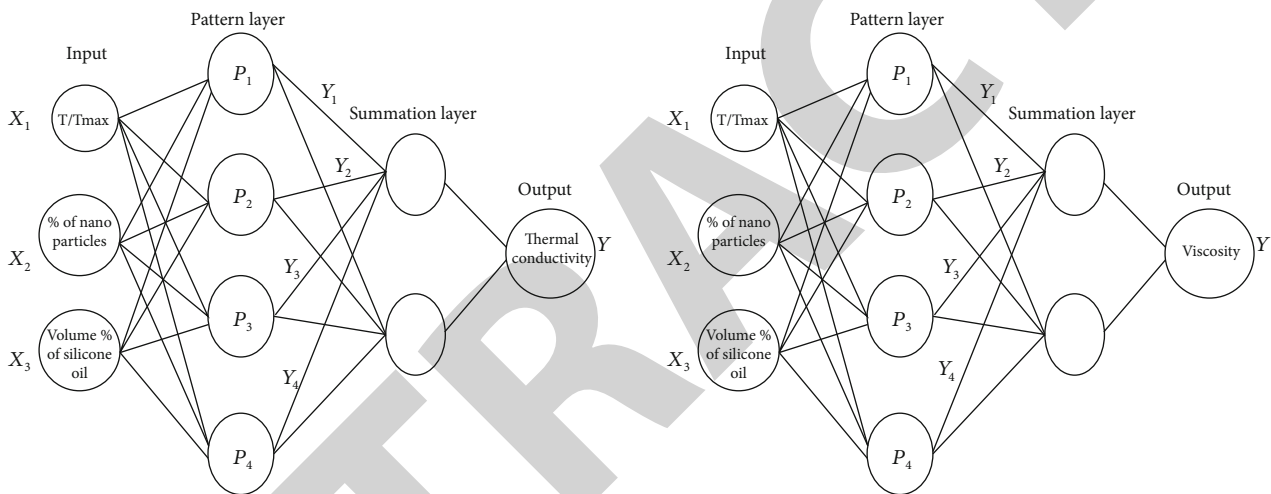 Pattern layer
Input
X1
T/Tmax
X2
% of nano
particles
X3
Volume %
of silicone
oil
P1
P2
P3
P4
Y1
Y2
Y3
Y4
Summation layer
Output
Thermal
conductivity
Y
Pattern layer
Input
X1
T/Tmax
X2
% of nano
particles
X3
Volume %
of silicone
oil
P1
P2
P3
P4
Y1
Y2
Y3
Y4
Summation layer
Output
Viscosity
Y
TRAC